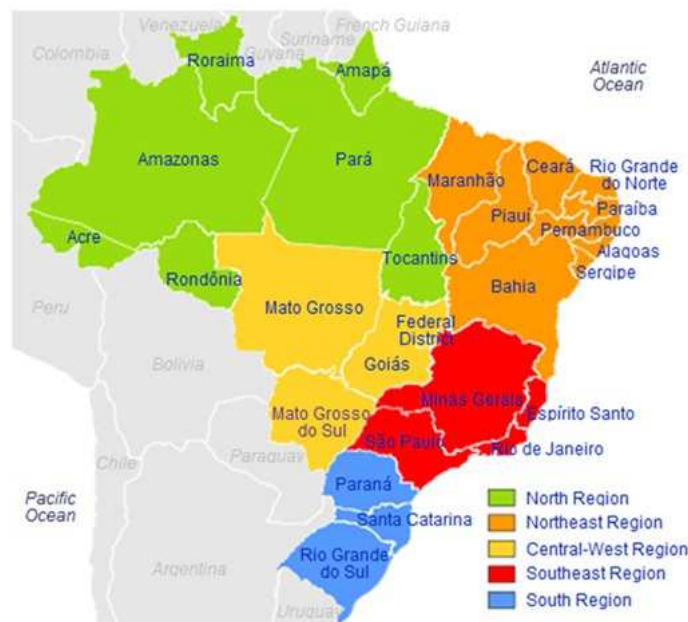 Venezuela
French Guiana
Colombia
Suriname
Guyana
Roraima
Amapá
Atlantic
Ocean
Amazonas
Pará
Maranhão
Ceará
Rio Grande
do Norte
Piauí
Paraíba
Pernambuco
Acre
Alagoas
Tocantins
Sergipe
Rondônia
Bahia
Peru
Mato Grosso
Federal
District
Bolivia
Goiás
Minas Gerais
Mato Grosso
do Sul
Espírito Santo
São Paulo
Rio de Janeiro
Paraguay
Chile
Paraná
Pacific
Ocean
Santa Catarina
North Region
Northeast Region
Central-West Region
Southeast Region
South Region
Rio Grande
do Sul
Argentina
Uruguay